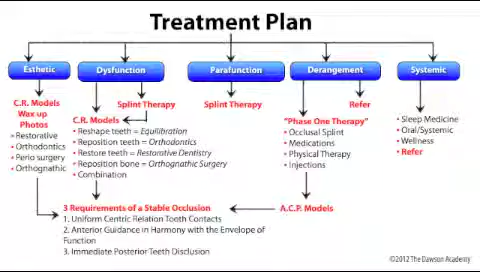 Treatment Plan
Esthetic
Dysfunction
Parafunction
Derangement
Systemic
C.R. Models
Wax up
Photos
• Restorative
• Orthodontics
• Perio surgery
• Orthognathic
Splint Therapy
C.R. Models
• Reshape teeth = Equilibration
• Reposition teeth = Orthodontics
• Restore teeth = Restorative Dentistry
• Reposition bone = Orthognathic Surgery
• Combination
Splint Therapy
Refer
"Phase One Therapy"
• Occlusal Splint
• Medications
• Physical Therapy
• Injections
• Sleep Medicine
• Oral/Systemic
• Wellness
• Refer
3 Requirements of a Stable Occlusion
1. Uniform Centric Relation Tooth Contacts
2. Anterior Guidance in Harmony with the Envelope of
Function
3. Immediate Posterior Teeth Disclusion
A.C.P. Models
©2012 The Dawson Academy